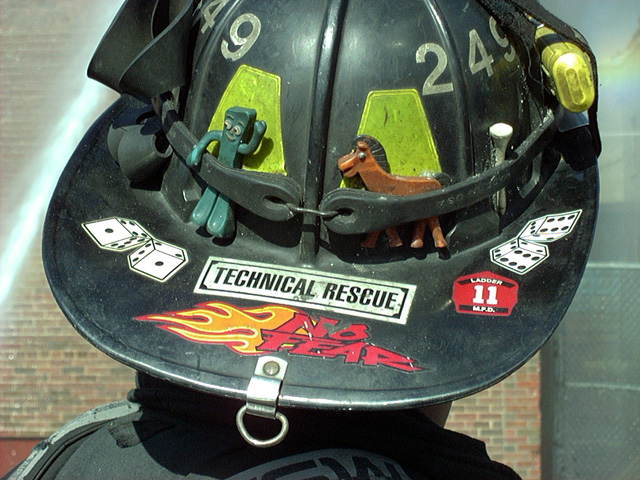 49
249
TECHNICAL RESCUE
LADDER
11
M.F.D.
NO
FEAR